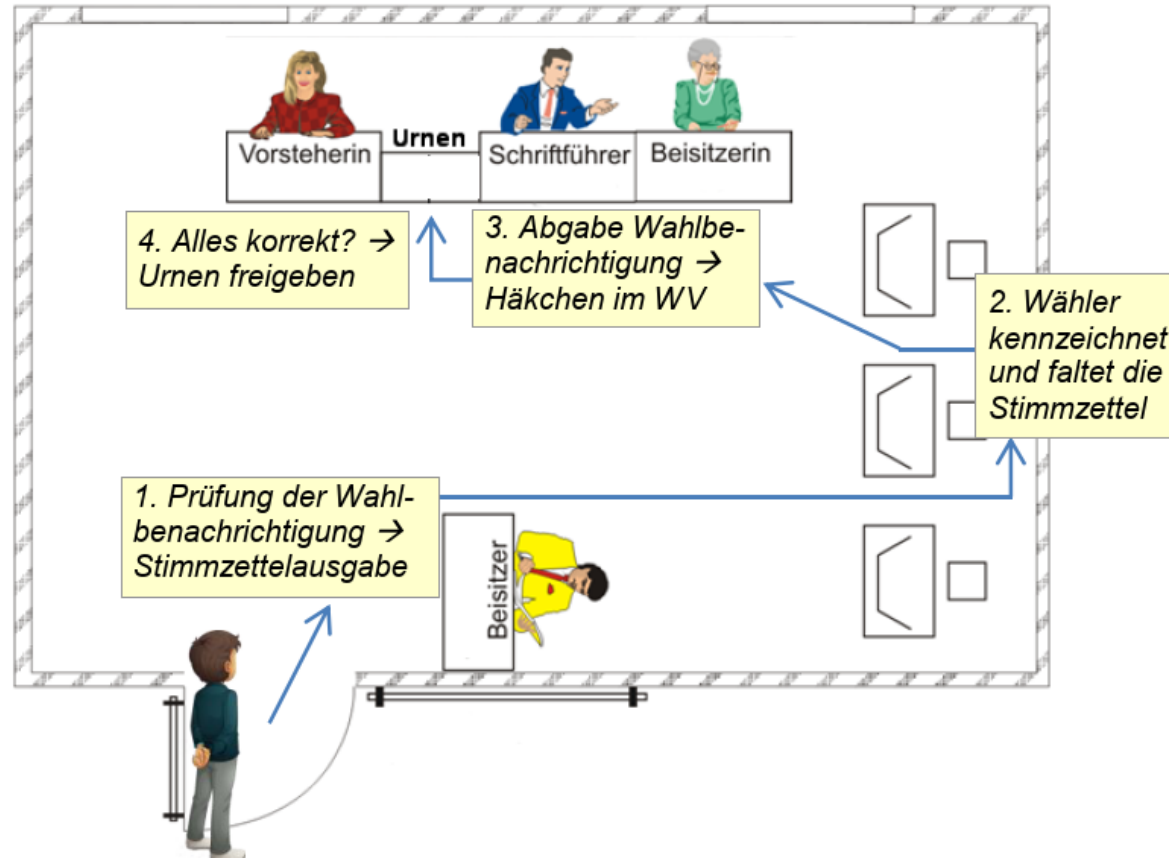 Urnen
Vorsteherin
Schriftführer
Beisitzerin
4. Alles korrekt? →
Urnen freigeben
3. Abgabe Wahlbe-
nachrichtigung →
Häkchen im WV
2. Wähler
kennzeichnet
und faltet die
Stimmzettel
1. Prüfung der Wahl-
benachrichtigung →
Stimmzettelausgabe
Beisitzer